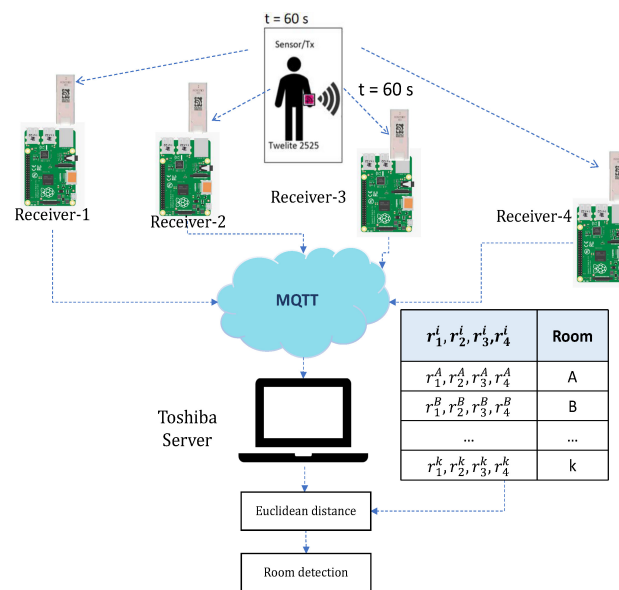 t = 60 s
Sensor/Tx
Twelite 2525
t = 60 s
Receiver-1
Receiver-2
Receiver-3
Receiver-4
MQTT
r₁ⁱ, r₂ⁱ, r₃ⁱ, r₄ⁱ Room
r₁ᴬ, r₂ᴬ, r₃ᴬ, r₄ᴬ A
r₁ᴮ, r₂ᴮ, r₃ᴮ, r₄ᴮ B
... ...
r₁ᵏ, r₂ᵏ, r₃ᵏ, r₄ᵏ k
Toshiba
Server
Euclidean distance
Room detection